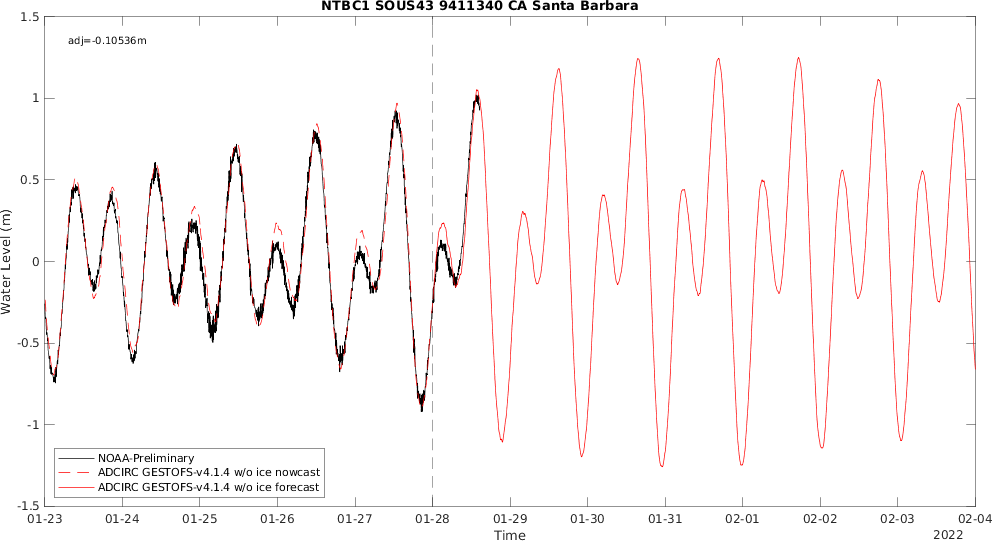 NTBC1 SOUS43 9411340 CA Santa Barbara
1.5
adj=-0.10536m
1
0.5
0
-0.5
-1
-1.5
Water Level (m)
NOAA-Preliminary
ADCIRC GESTOFS-v4.1.4 w/o ice nowcast
ADCIRC GESTOFS-v4.1.4 w/o ice forecast
01-23 01-24 01-25 01-26 01-27 01-28 01-29 01-30 01-31 02-01 02-02 02-03 02-04
Time
2022